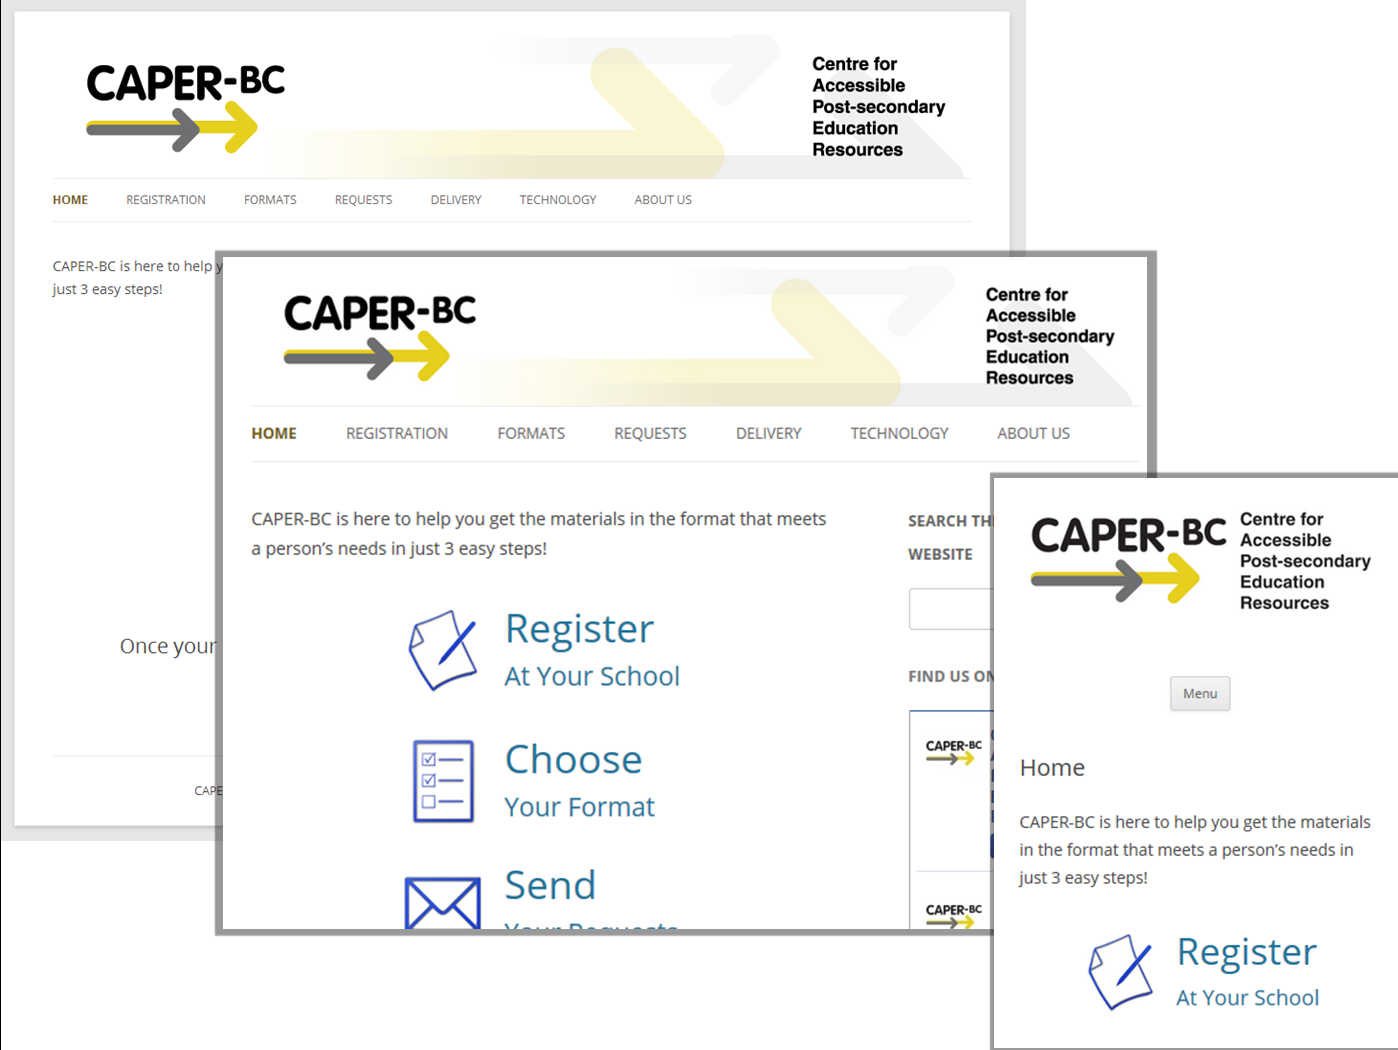 CAPER-BC
Centre for
Accessible
Post-secondary
Education
Resources
HOME REGISTRATION FORMATS REQUESTS DELIVERY TECHNOLOGY ABOUT US
CAPER-BC is here to help
just 3 easy steps!
Once your
CAPER-BC
Centre for
Accessible
Post-secondary
Education
Resources
HOME REGISTRATION FORMATS REQUESTS DELIVERY TECHNOLOGY ABOUT US
CAPER-BC is here to help you get the materials in the format that meets
a person’s needs in just 3 easy steps!
Register
At Your School
Choose
Your Format
Send
Your Requests
SEARCH
WEBSITE
FIND US
CAPER-BC
CAPER-BC
CAPER-BC
Centre for
Accessible
Post-secondary
Education
Resources
Menu
Home
CAPER-BC is here to help you get the materials
in the format that meets a person’s needs in
just 3 easy steps!
Register
At Your School